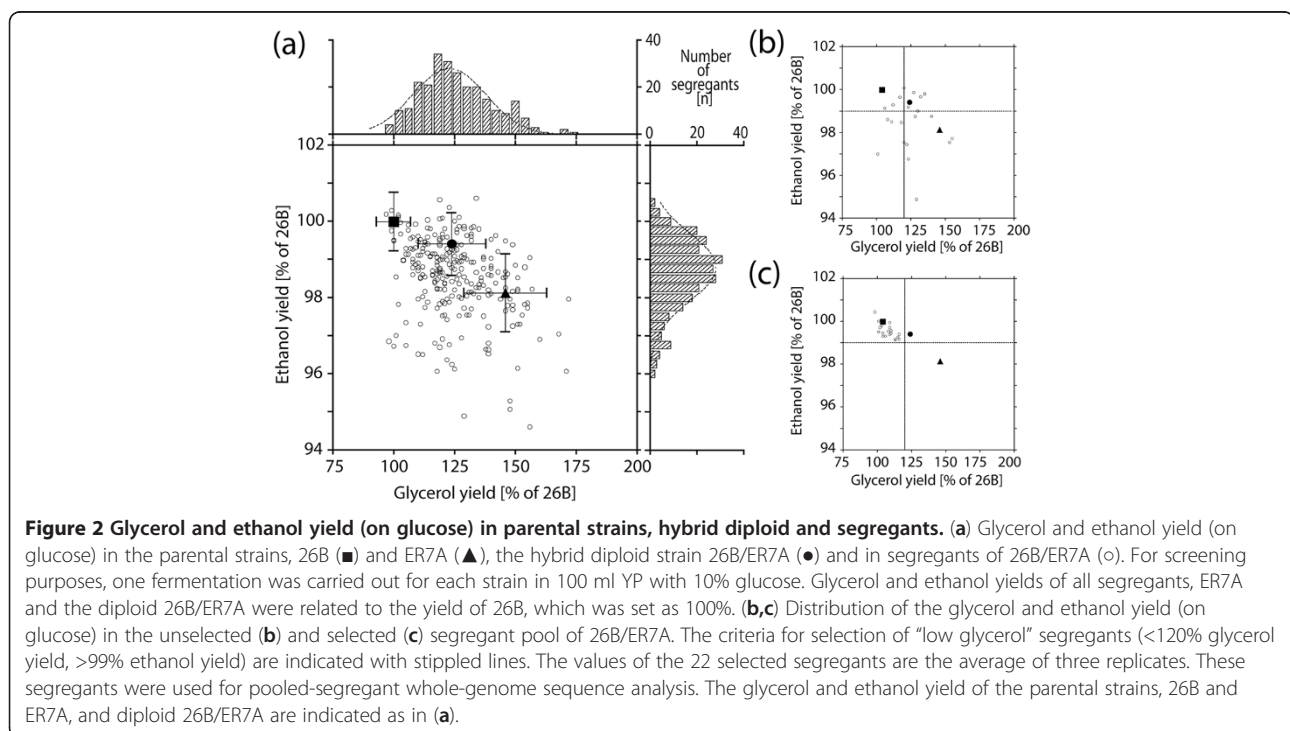 (a)
40
20
0
Number
of
segregants
[n]
0 20 40
102
100
98
96
94
Ethanol yield [% of 26B]
75 100 125 150 175 200
Glycerol yield [% of 26B]
(b)
102
100
98
96
94
Ethanol yield [% of 26B]
75 100 125 150 175 200
Glycerol yield [% of 26B]
(c)
102
100
98
96
94
Ethanol yield [% of 26B]
75 100 125 150 175 200
Glycerol yield [% of 26B]
Figure 2 Glycerol and ethanol yield (on glucose) in parental strains, hybrid diploid and segregants. (a) Glycerol and ethanol yield (on
glucose) in the parental strains, 26B (■) and ER7A (▲), the hybrid diploid strain 26B/ER7A (●) and in segregants of 26B/ER7A (○). For screening
purposes, one fermentation was carried out for each strain in 100 ml YP with 10% glucose. Glycerol and ethanol yields of all segregants, ER7A
and the diploid 26B/ER7A were related to the yield of 26B, which was set as 100%. (b,c) Distribution of the glycerol and ethanol yield (on
glucose) in the unselected (b) and selected (c) segregant pool of 26B/ER7A. The criteria for selection of “low glycerol” segregants (<120% glycerol
yield, >99% ethanol yield) are indicated with stippled lines. The values of the 22 selected segregants are the average of three replicates. These
segregants were used for pooled-segregant whole-genome sequence analysis. The glycerol and ethanol yield of the parental strains, 26B and
ER7A, and diploid 26B/ER7A are indicated as in (a).